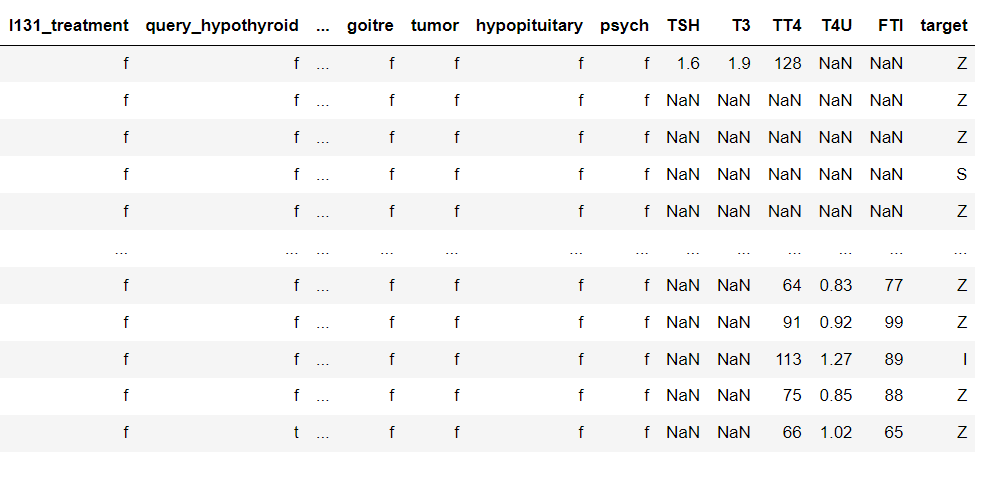 I131_treatment query_hypothyroid ... goitre tumor hypopituitary psych TSH T3 TT4 T4U FTI target
f f ... f f f f 1.6 1.9 128 NaN NaN Z
f f ... f f f f NaN NaN NaN NaN NaN Z
f f ... f f f f NaN NaN NaN NaN NaN Z
f f ... f f f f NaN NaN NaN NaN NaN S
f f ... f f f f NaN NaN NaN NaN NaN Z
... ... ... ... ... ... ... ... ... ... ... ... ...
f f ... f f f f NaN NaN 64 0.83 77 Z
f f ... f f f f NaN NaN 91 0.92 99 Z
f f ... f f f f NaN NaN 113 1.27 89 I
f f ... f f f f NaN NaN 75 0.85 88 Z
f t ... f f f f NaN NaN 66 1.02 65 Z